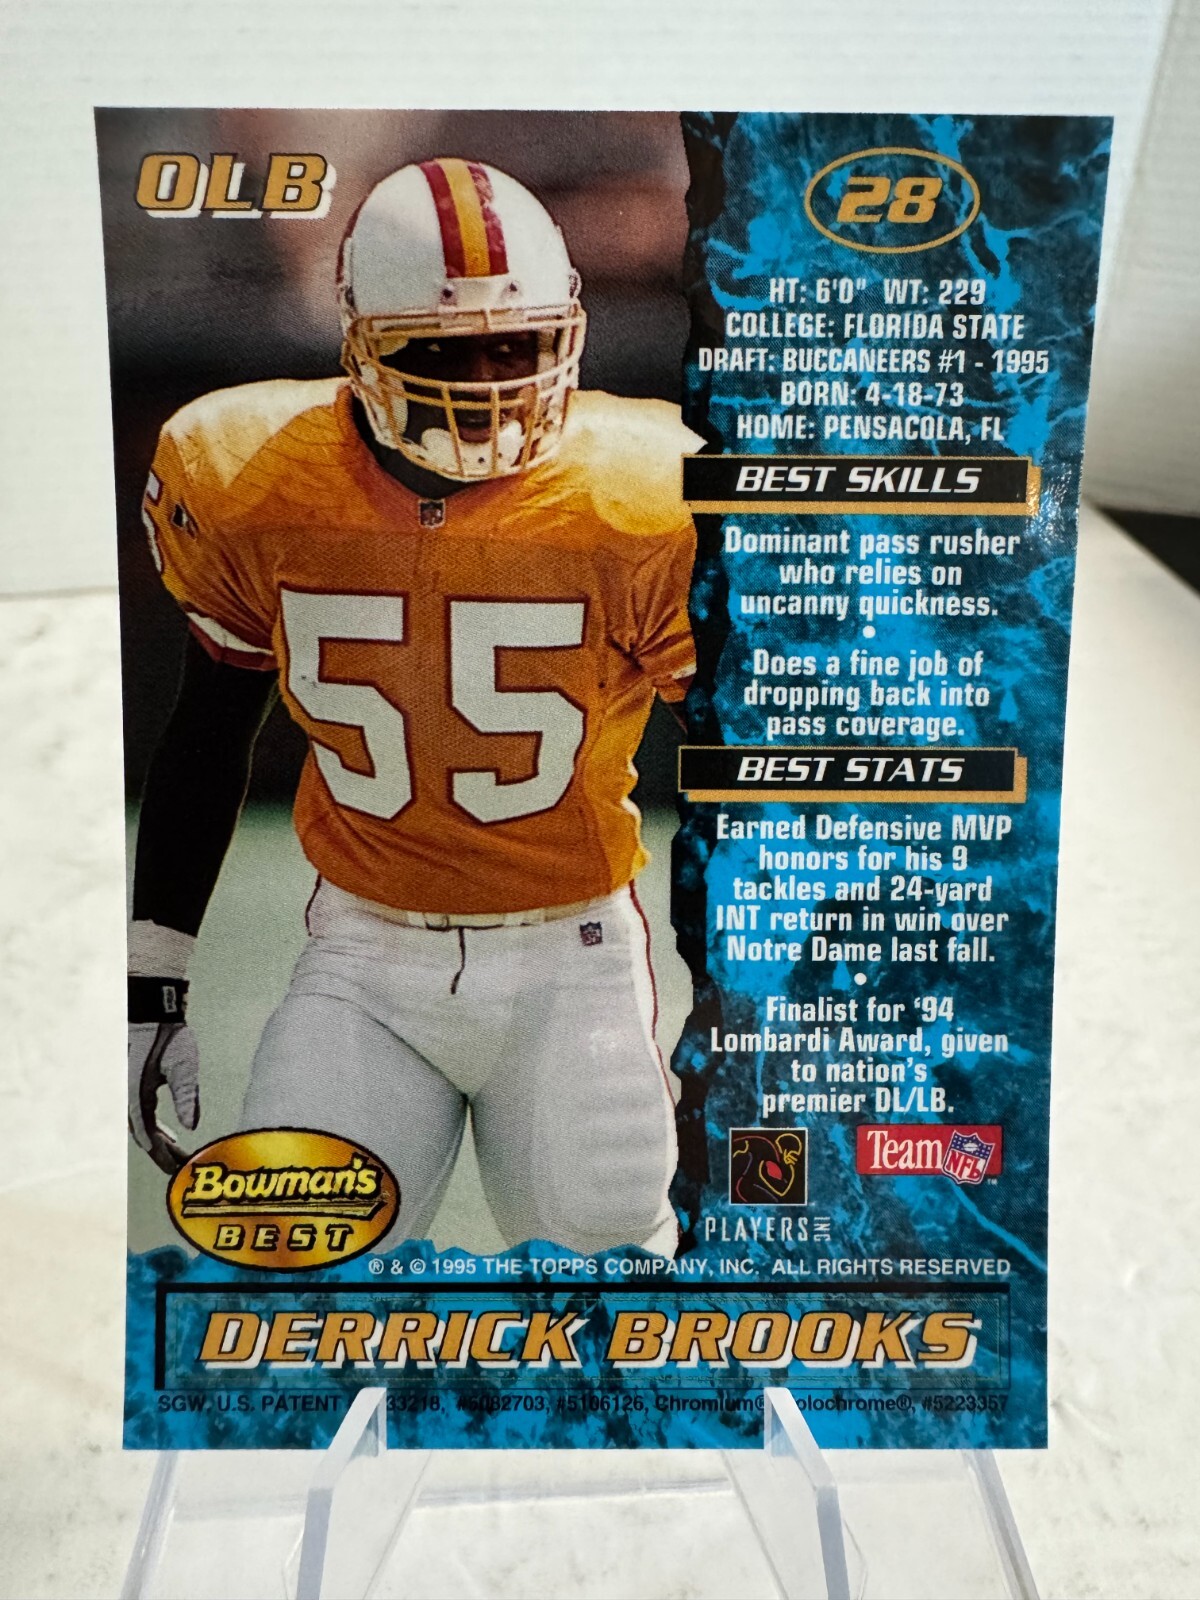 OLB
28
HT: 6'0" WT: 229
COLLEGE: FLORIDA STATE
DRAFT: BUCCANEERS #1 - 1995
BORN: 4-18-73
HOME: PENSACOLA, FL
BEST SKILLS
Dominant pass rusher
who relies on
uncanny quickness.
•
Does a fine job of
dropping back into
pass coverage.
BEST STATS
Earned Defensive MVP
honors for his 9
tackles and 24-yard
INT return in win over
Notre Dame last fall.
•
Finalist for '94
Lombardi Award, given
to nation's
premier DL/LB.
55
5
Team NFL ™
PLAYERS INC
Bowman's
BEST
® & © 1995 THE TOPPS COMPANY, INC. ALL RIGHTS RESERVED
DERRICK BROOKS
SGW, U.S. PATENT 33218, #5082703, #5106126, Chromium® olochrome®, #5223357